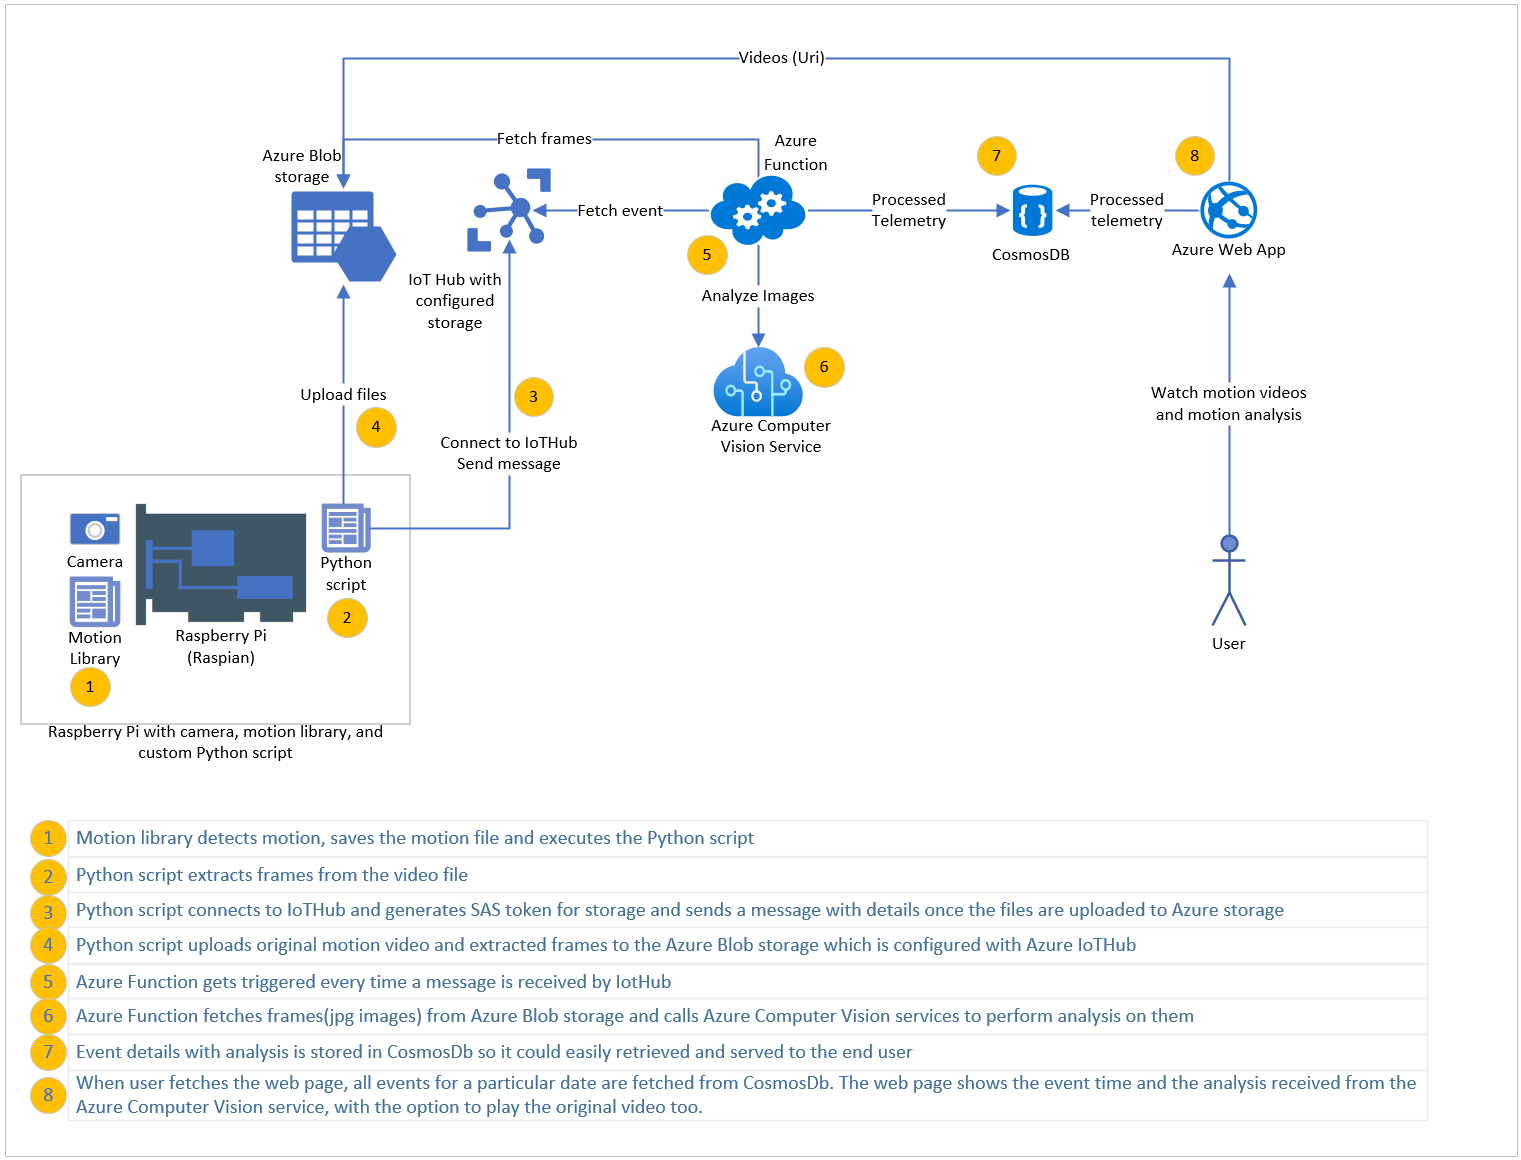 Videos (Uri)
Fetch frames
Azure
Function
Azure Blob
storage
7
8
Fetch event
Processed
Telemetry
Processed
telemetry
5
CosmosDB
Azure Web App
IoT Hub with
configured
storage
Analyze Images
6
Upload files
4
3
Connect to IoTHub
Send message
Azure Computer
Vision Service
Watch motion videos
and motion analysis
Camera
Python
script
2
Motion
Library
1
Raspberry Pi
(Raspian)
User
Raspberry Pi with camera, motion library, and
custom Python script
1 Motion library detects motion, saves the motion file and executes the Python script
2 Python script extracts frames from the video file
3 Python script connects to IoTHub and generates SAS token for storage and sends a message with details once the files are uploaded to Azure storage
4 Python script uploads original motion video and extracted frames to the Azure Blob storage which is configured with Azure IoTHub
5 Azure Function gets triggered every time a message is received by IotHub
6 Azure Function fetches frames(jpg images) from Azure Blob storage and calls Azure Computer Vision services to perform analysis on them
7 Event details with analysis is stored in CosmosDb so it could easily retrieved and served to the end user
8 When user fetches the web page, all events for a particular date are fetched from CosmosDb. The web page shows the event time and the analysis received from the
Azure Computer Vision service, with the option to play the original video too.